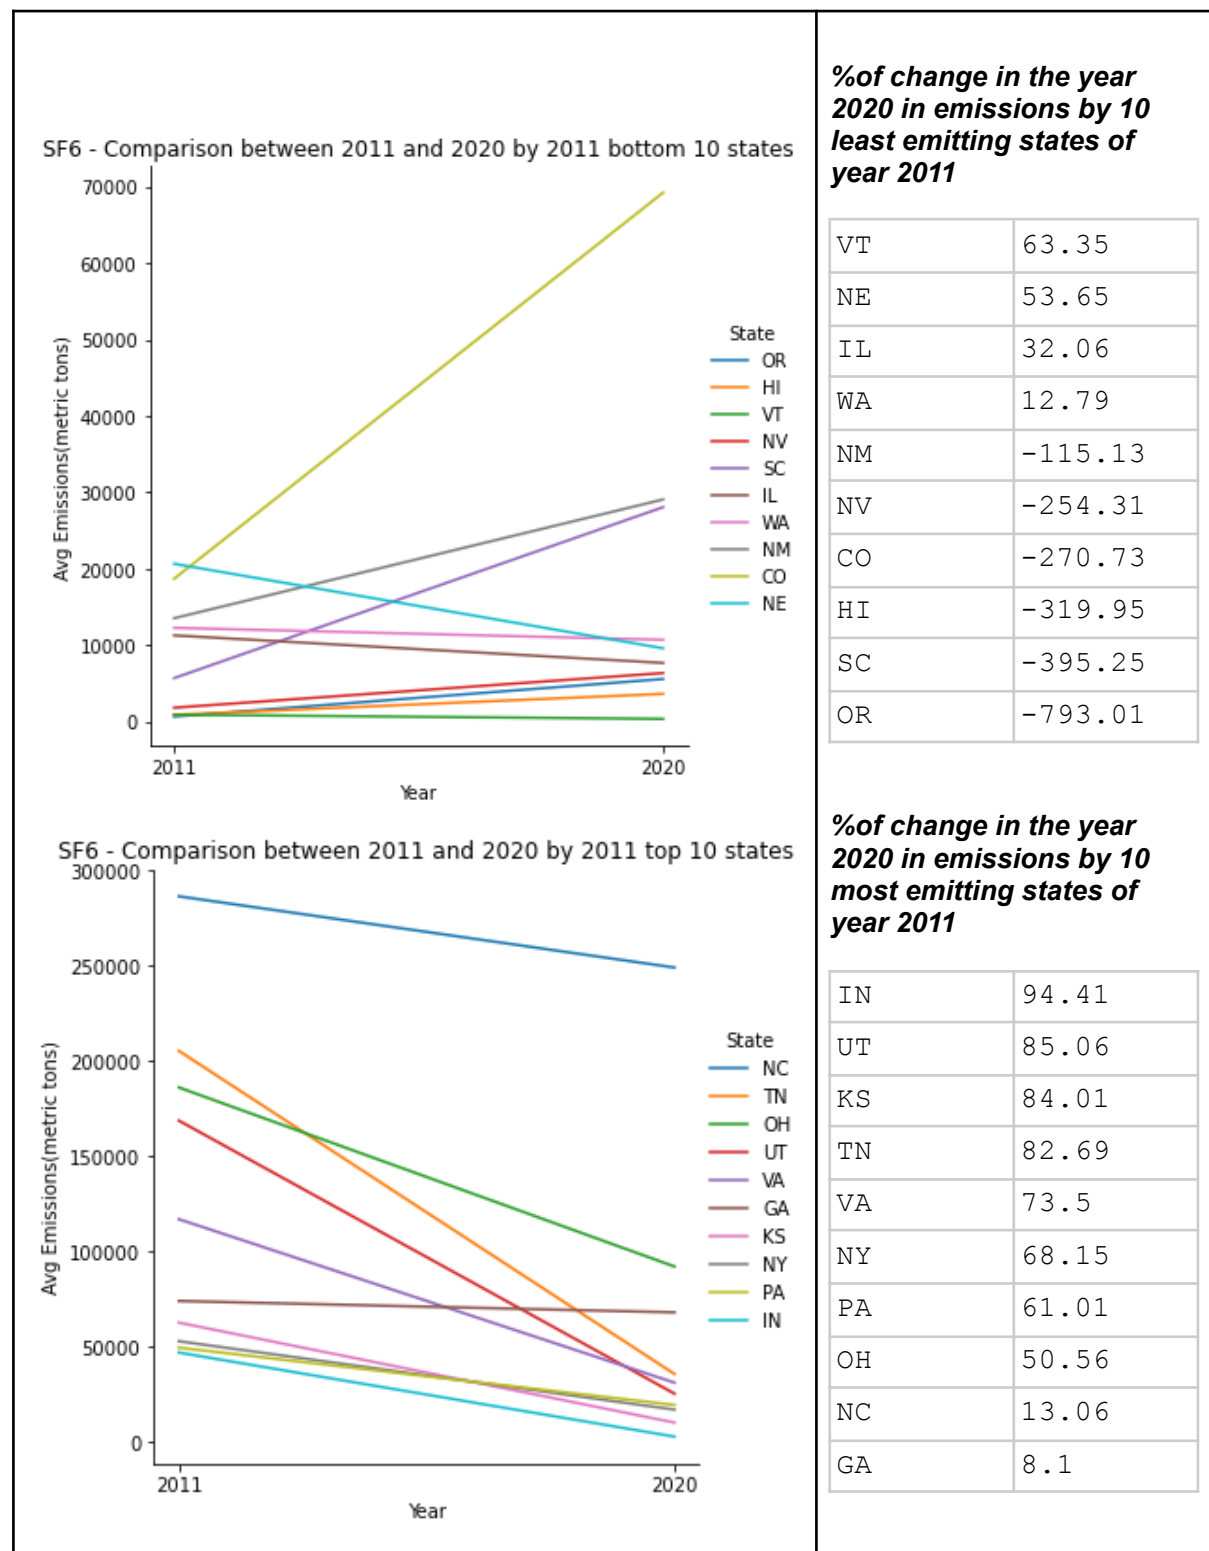 SF6 - Comparison between 2011 and 2020 by 2011 bottom 10 states
70000
60000
50000
40000
30000
20000
10000
0
Avg Emissions(metric tons)
2011
2020
Year
State
OR
HI
VT
NV
SC
IL
WA
NM
CO
NE
%of change in the year
2020 in emissions by 10
least emitting states of
year 2011
VT 63.35
NE 53.65
IL 32.06
WA 12.79
NM -115.13
NV -254.31
CO -270.73
HI -319.95
SC -395.25
OR -793.01
SF6 - Comparison between 2011 and 2020 by 2011 top 10 states
300000
250000
200000
150000
100000
50000
0
Avg Emissions(metric tons)
2011
2020
Year
State
NC
TN
OH
UT
VA
GA
KS
NY
PA
IN
%of change in the year
2020 in emissions by 10
most emitting states of
year 2011
IN 94.41
UT 85.06
KS 84.01
TN 82.69
VA 73.5
NY 68.15
PA 61.01
OH 50.56
NC 13.06
GA 8.1